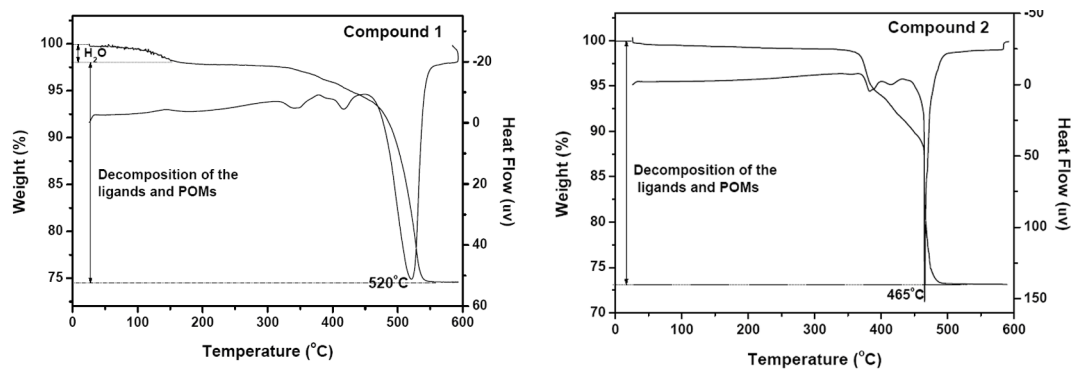 Compound 1
100
95
90
85
80
75
H2O
Decomposition of the
ligands and POMs
520°C
-20
0
20
40
60
0
100
200
300
400
500
600
Weight (%)
Heat Flow (uv)
Temperature (°C)
Compound 2
100
95
90
85
80
75
70
Decomposition of the
ligands and POMs
465°C
-50
0
50
100
150
0
100
200
300
400
500
600
Weight (%)
Heat Flow (uv)
Temperature (°C)